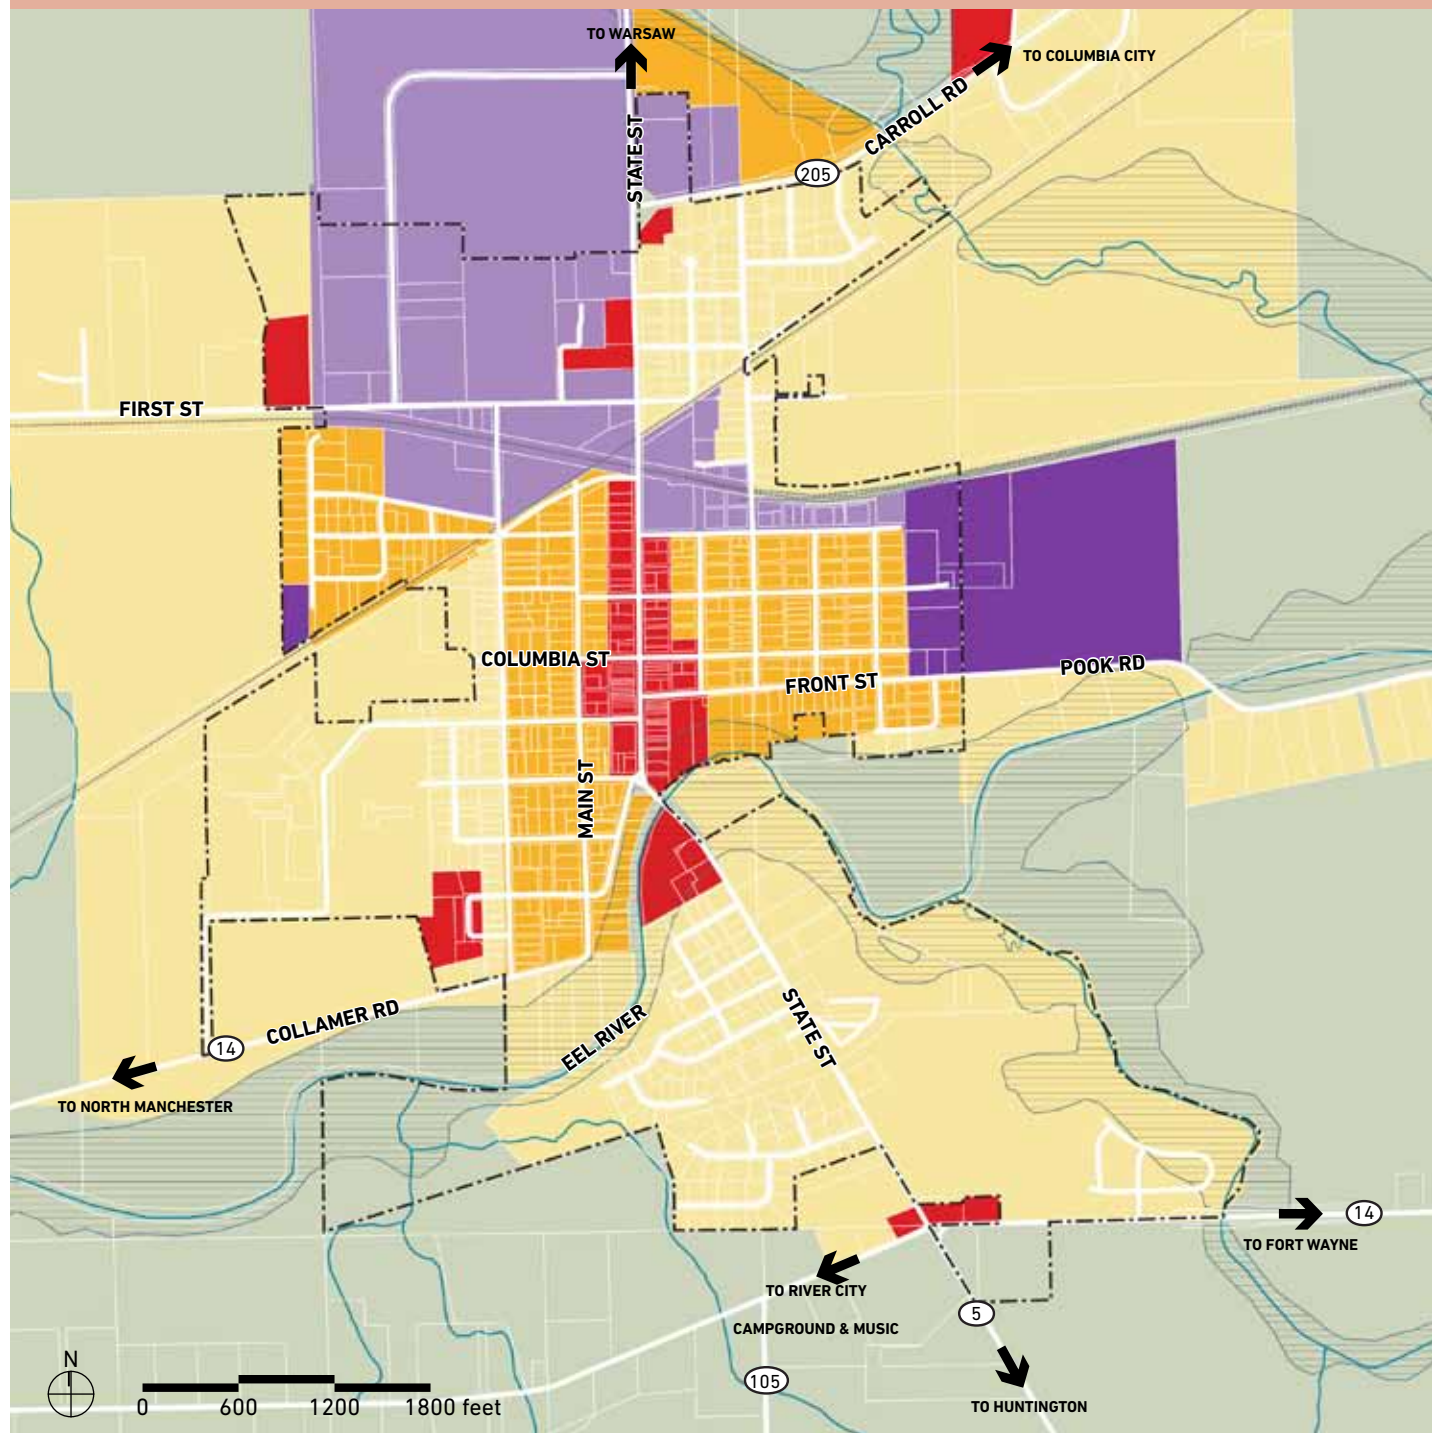 TO WARSAW
TO COLUMBIA CITY
CARROLL RD
STATE ST
205
FIRST ST
COLUMBIA ST
FRONT ST
POOK RD
MAIN ST
STATE ST
EEL RIVER
COLLAMER RD
14
TO NORTH MANCHESTER
14
TO FORT WAYNE
TO RIVER CITY
CAMPGROUND & MUSIC
5
105
TO HUNTINGTON
N
0 600 1200 1800 feet